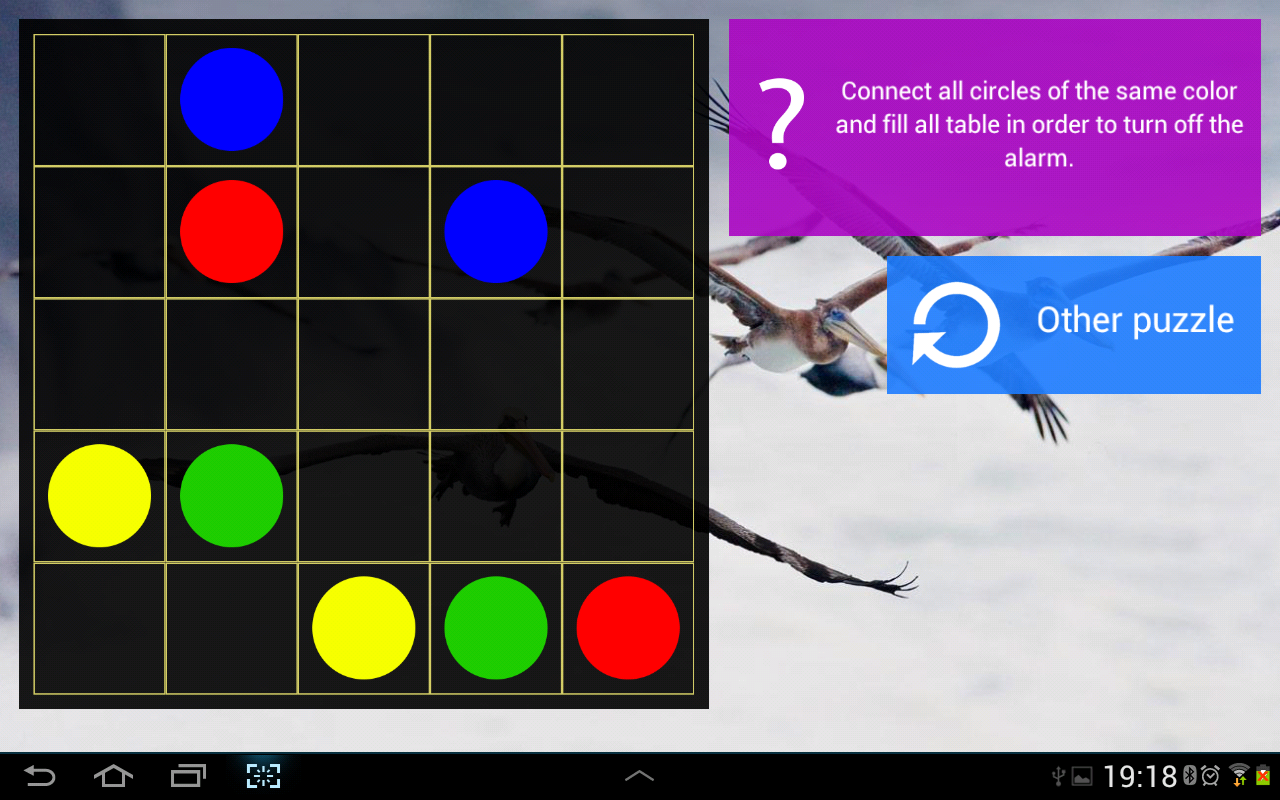 ?
Connect all circles of the same color
and fill all table in order to turn off the
alarm.
Other puzzle
19:18